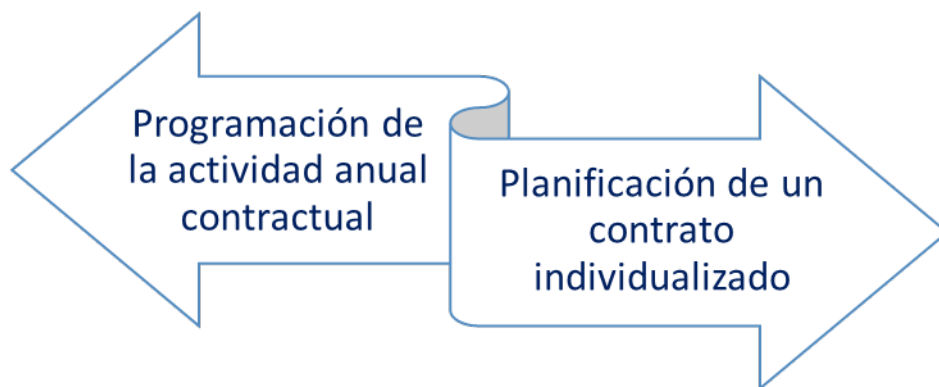 Programación de
la actividad anual
contractual
Planificación de un
contrato
individualizado